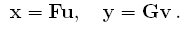 x = Fu, y = Gv .